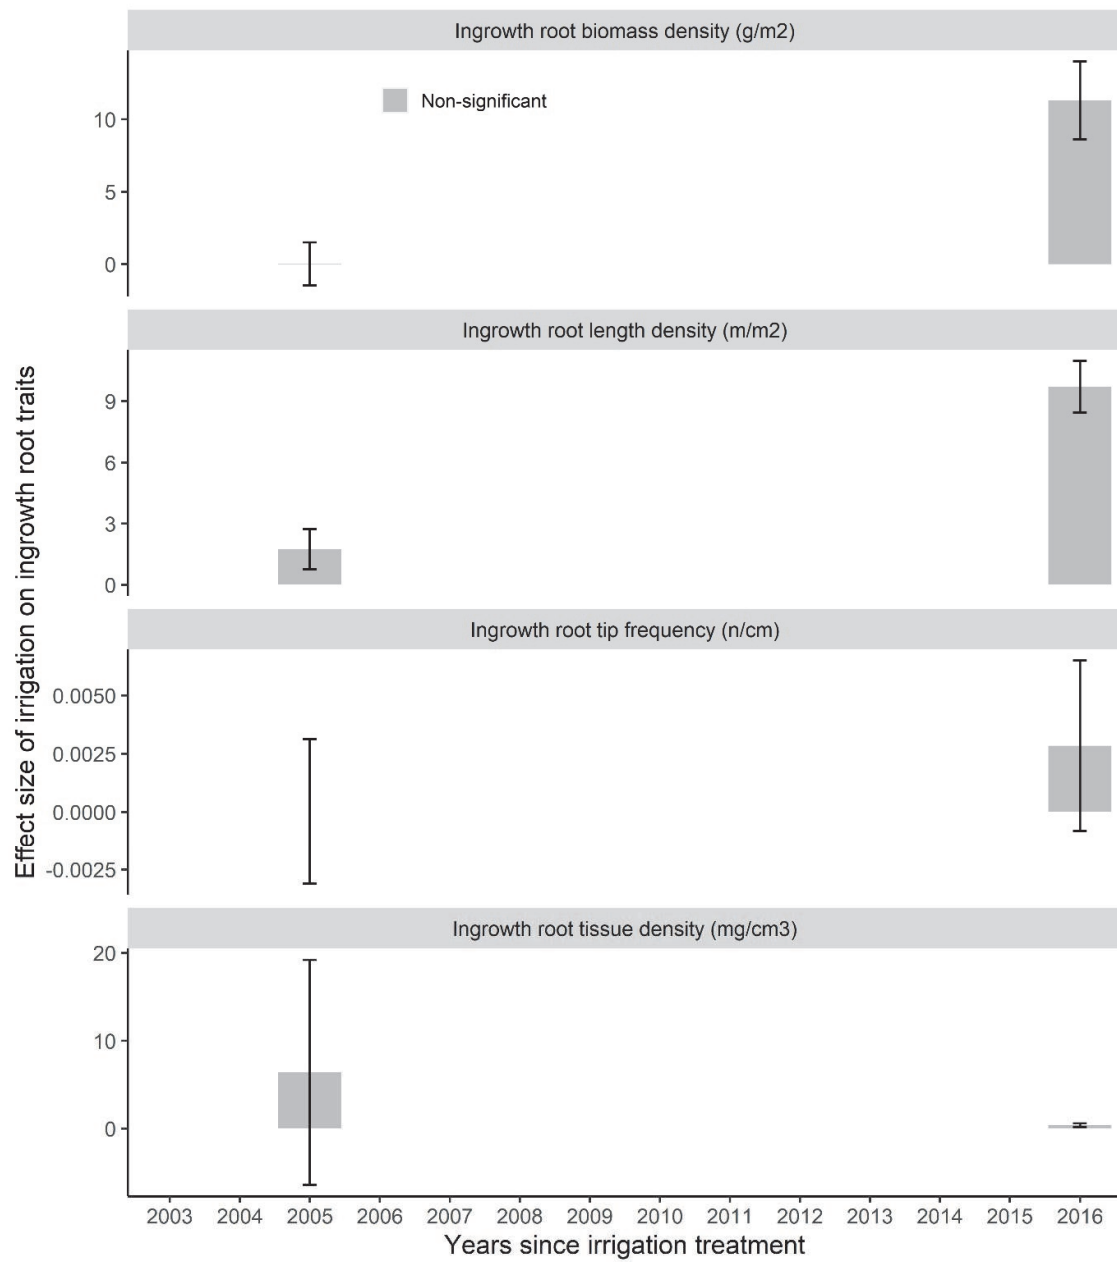 Ingrowth root biomass density (g/m2)
Non-significant
10
5
0
Ingrowth root length density (m/m2)
9
6
3
0
Effect size of irrigation on ingrowth root traits
Ingrowth root tip frequency (n/cm)
0.0050
0.0025
0.0000
-0.0025
Ingrowth root tissue density (mg/cm3)
20
10
0
2003 2004 2005 2006 2007 2008 2009 2010 2011 2012 2013 2014 2015 2016
Years since irrigation treatment